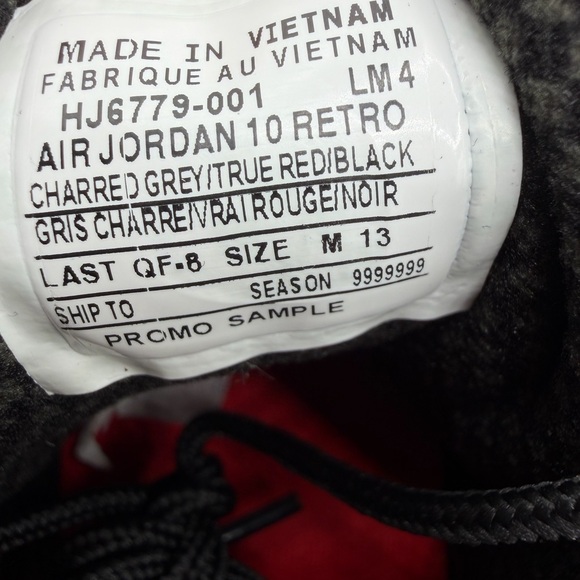 MADE IN VIETNAM
FABRIQUE AU VIETNAM
HJ6779-001 LM4
AIR JORDAN 10 RETRO
CHARRED GREY/TRUE RED/BLACK
GRIS CHARRE/VRAI ROUGE/NOIR
LAST QF-8 SIZE M 13
SHIP TO SEASON 9999999
PROMO SAMPLE